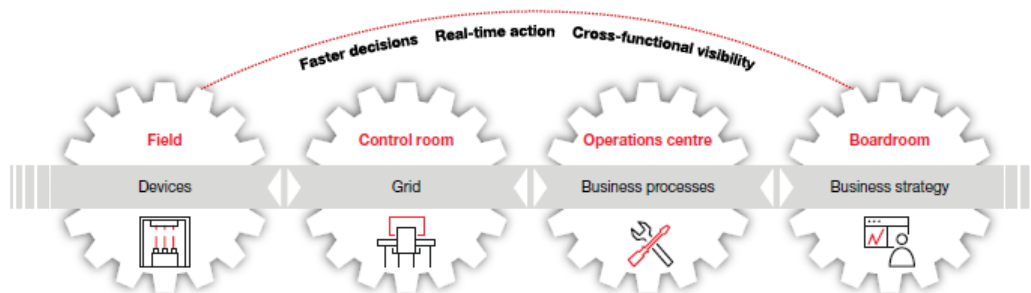 Faster decisions Real-time action Cross-functional visibility
Field Control room Operations centre Boardroom
Devices Grid Business processes Business strategy